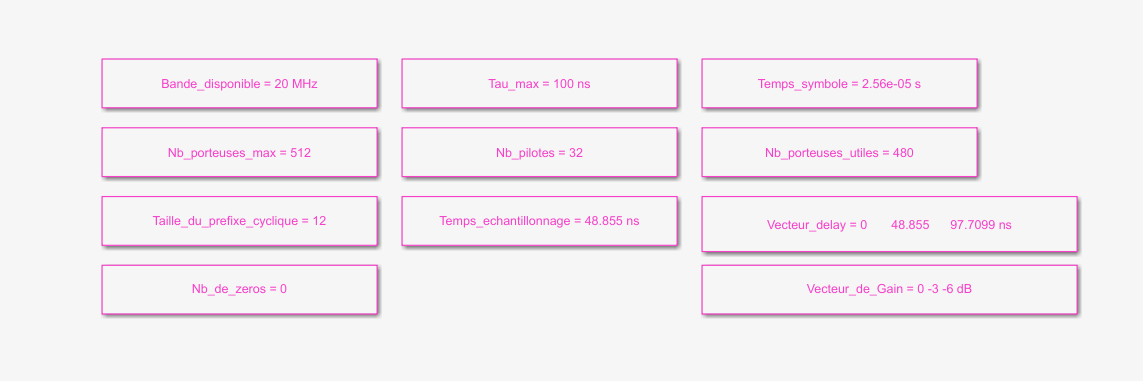 Bande_disponible = 20 MHz
Tau_max = 100 ns
Temps_symbole = 2.56e-05 s
Nb_porteuses_max = 512
Nb_pilotes = 32
Nb_porteuses_utiles = 480
Taille_du_prefixe_cyclique = 12
Temps_echantillonnage = 48.855 ns
Vecteur_delay = 0 48.855 97.7099 ns
Nb_de_zeros = 0
Vecteur_de_Gain = 0 -3 -6 dB